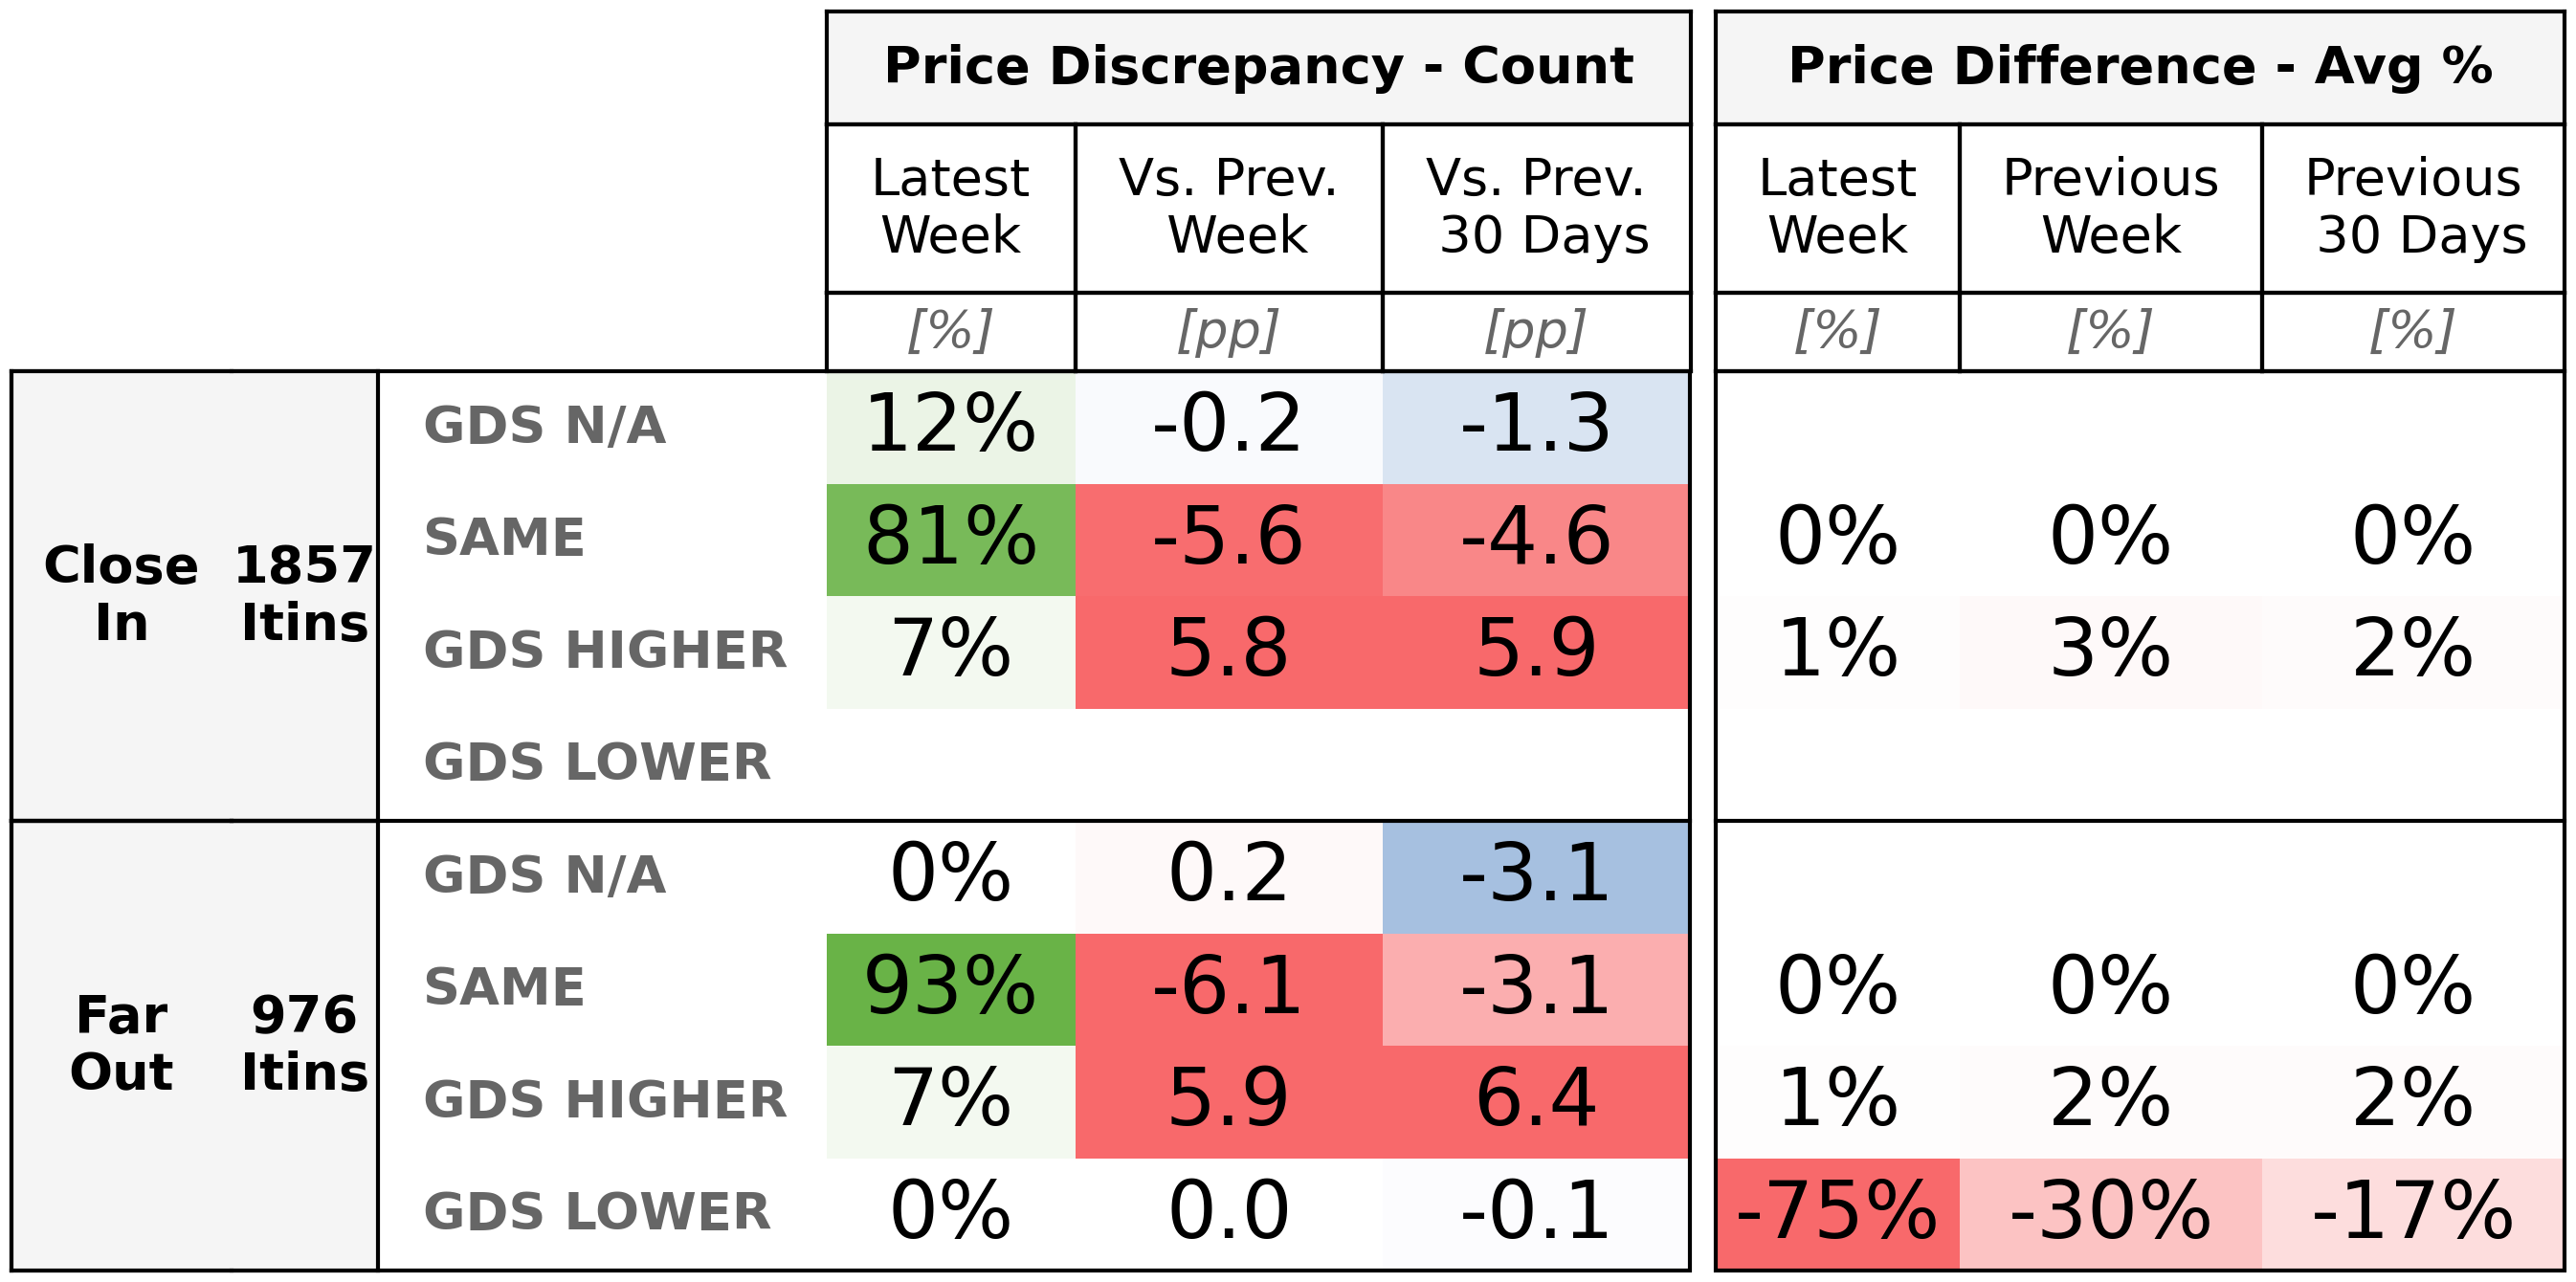 Price Discrepancy - Count
Price Difference - Avg %
Latest Week
Vs. Prev. Week
Vs. Prev. 30 Days
Latest Week
Previous Week
Previous 30 Days
[%] [pp] [pp] [%] [%] [%]
Close In
1857 Itins
GDS N/A 12% -0.2 -1.3
SAME 81% -5.6 -4.6 0% 0% 0%
GDS HIGHER 7% 5.8 5.9 1% 3% 2%
GDS LOWER
Far Out
976 Itins
GDS N/A 0% 0.2 -3.1
SAME 93% -6.1 -3.1 0% 0% 0%
GDS HIGHER 7% 5.9 6.4 1% 2% 2%
GDS LOWER 0% 0.0 -0.1 -75% -30% -17%